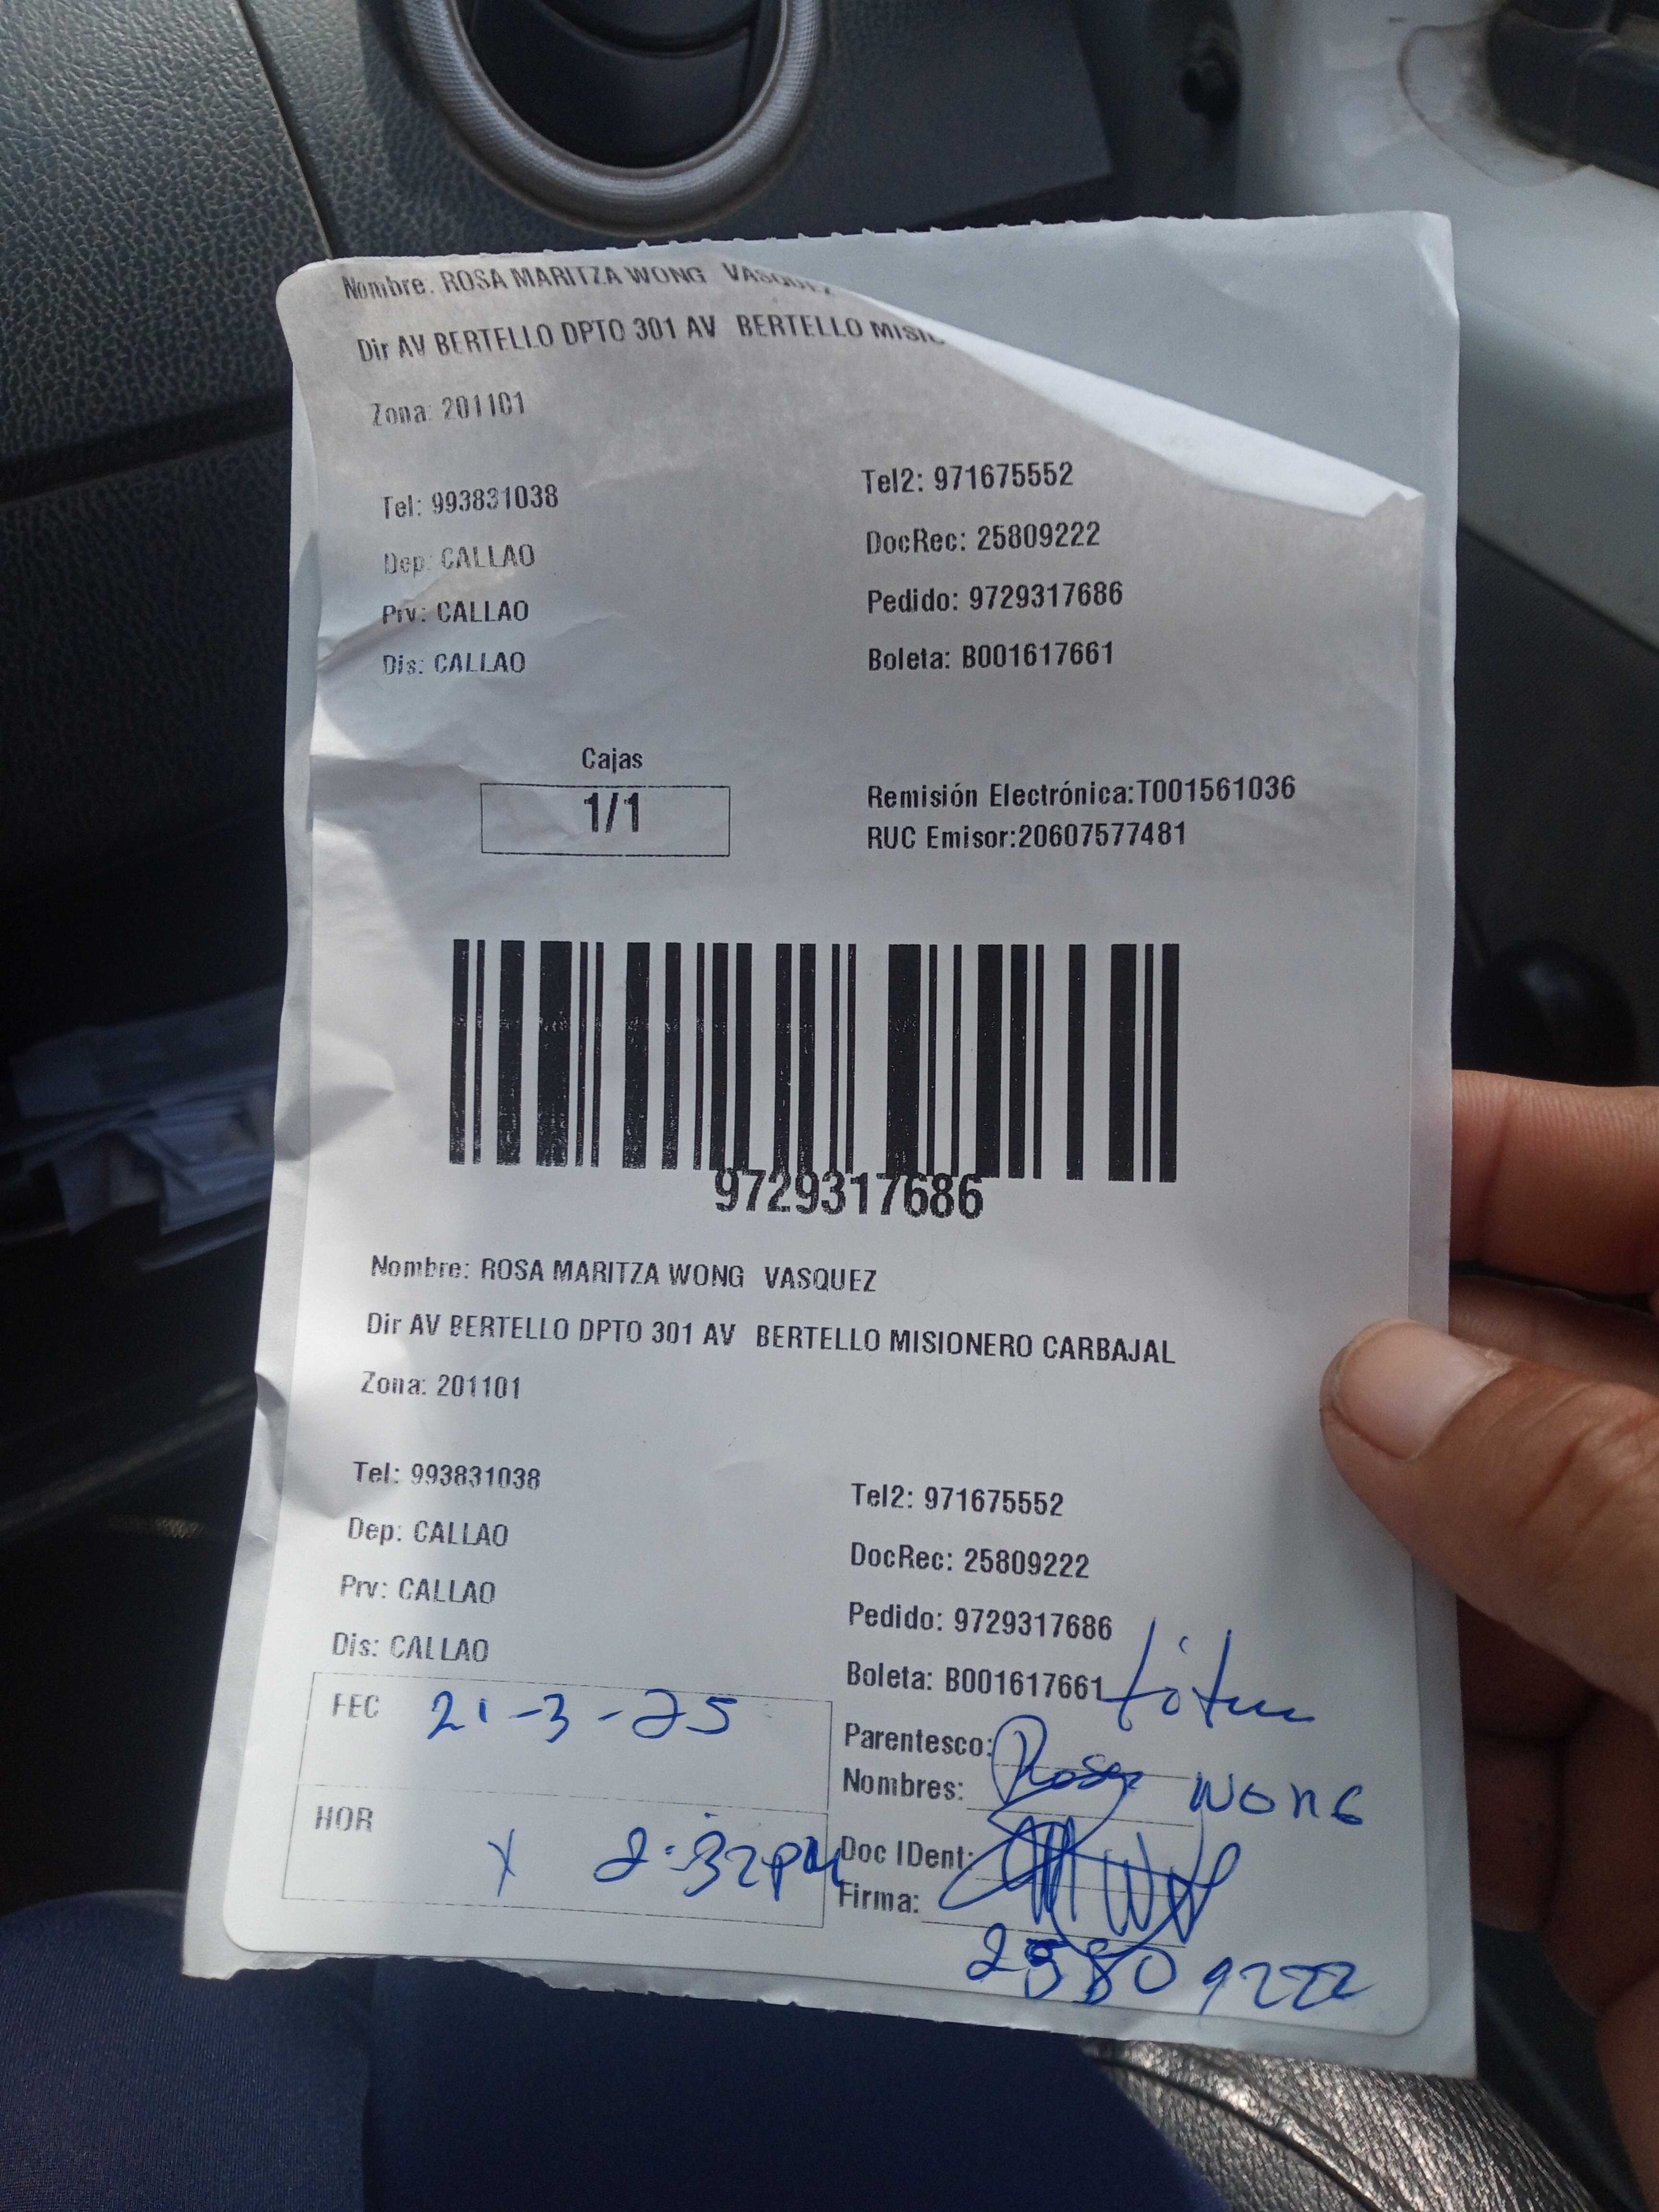 Nombre: ROSA MARITZA WONG VASQUEZ
Dir AV BERTELLO DPTO 301 AV BERTELLO
Zona: 201101
Tel: 993831038
Tel2: 971675552
Dep: CALLAO
DocRec: 25809222
Prv: CALLAO
Pedido: 9729317686
Dis: CALLAO
Boleta: B001617661
Cajas
1/1
Remisión Electrónica:T001561036
RUC Emisor:20607577481
9729317686
Nombre: ROSA MARITZA WONG VASQUEZ
Dir AV BERTELLO DPTO 301 AV BERTELLO MISIONERO CARBAJAL
Zona: 201101
Tel: 993831038
Tel2: 971675552
Dep: CALLAO
DocRec: 25809222
Prv: CALLAO
Pedido: 9729317686
Dis: CALLAO
Boleta: B001617661
FEC 21-3-25
Parentesco:
Nombres: Rosa Wong
HOR
x 2:32PM
Doc IDent:
Firma:
25809222